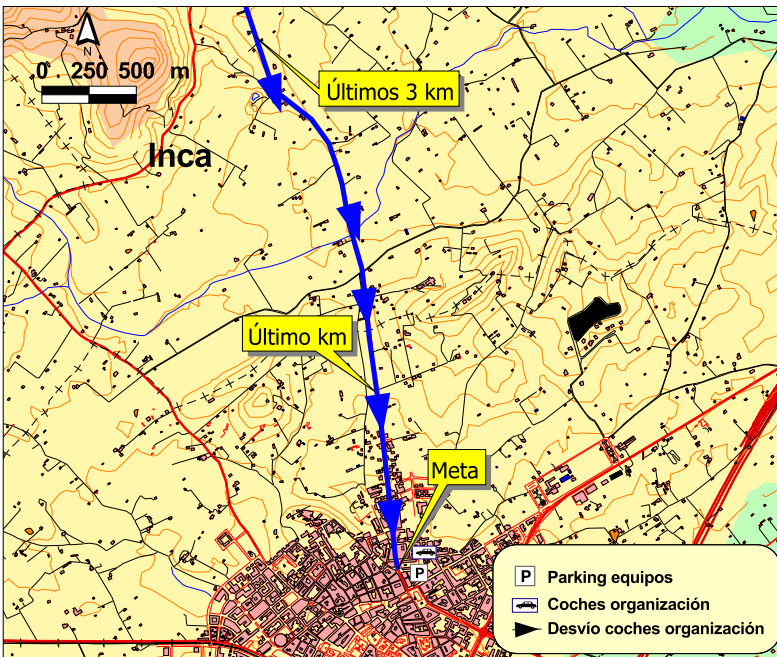 N
0 250 500 m
Últimos 3 km
Inca
Último km
Meta
P
P Parking equipos
Coches organización
Desvío coches organización